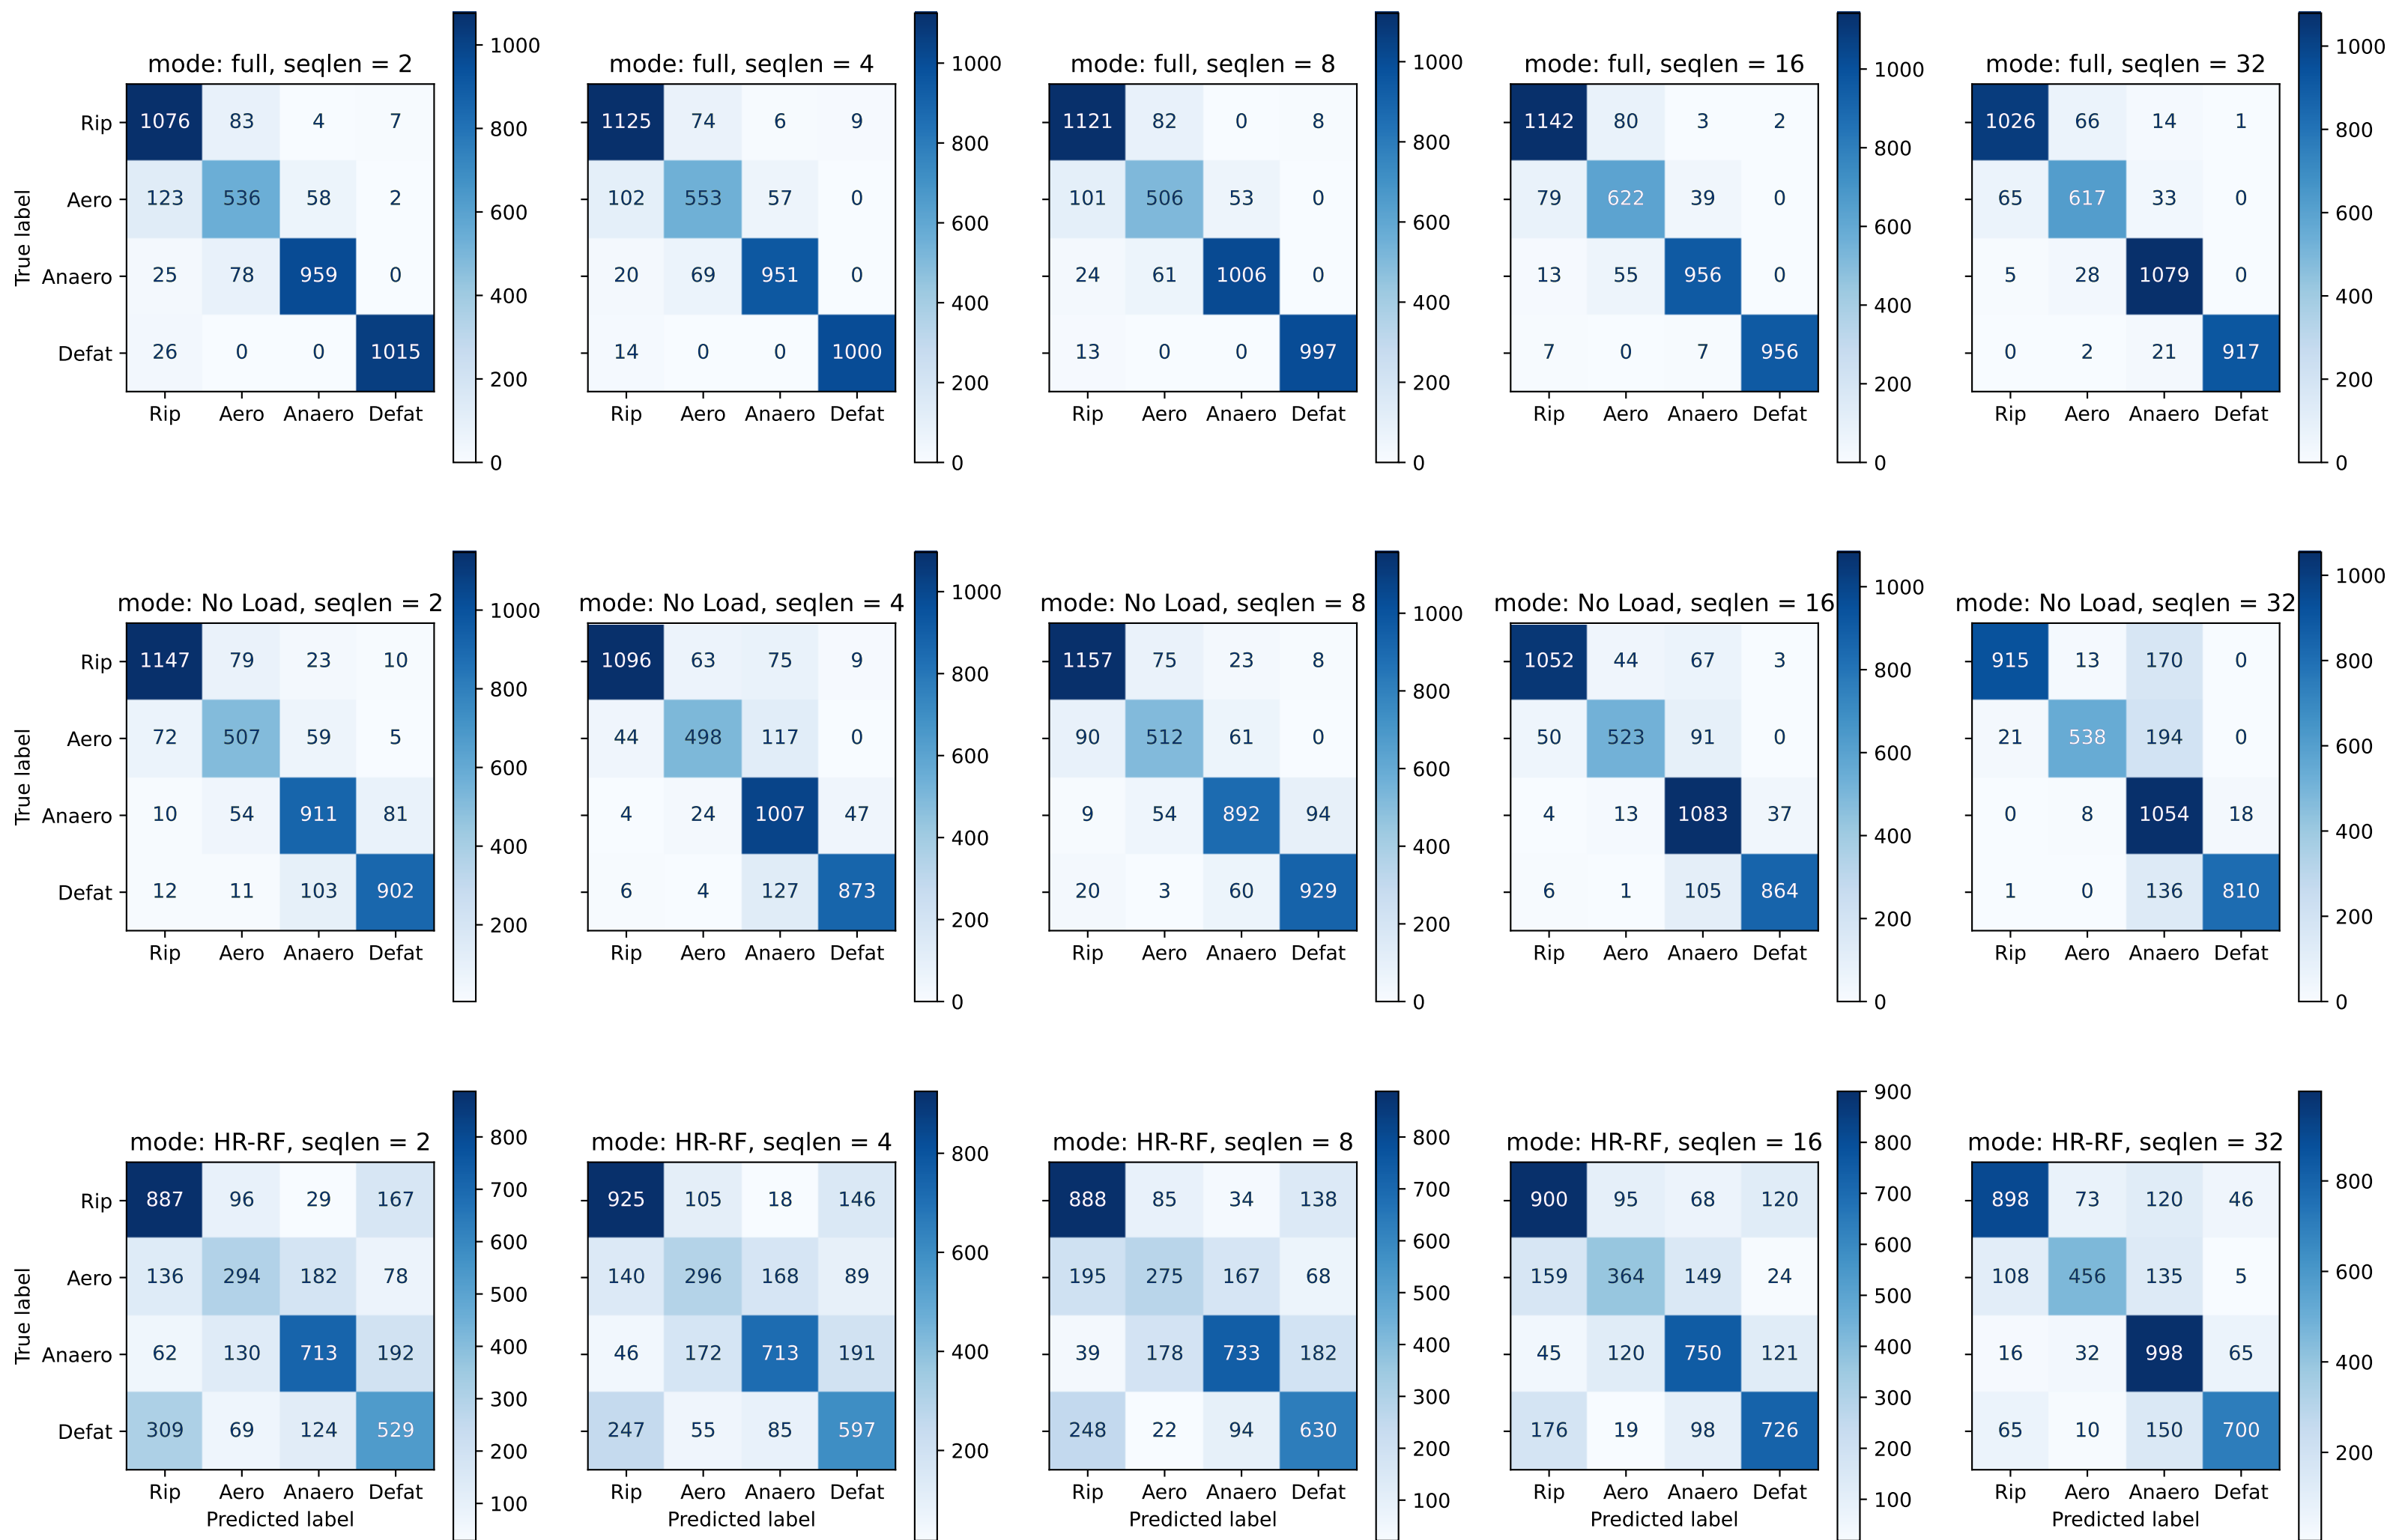 mode: full, seqlen = 2
mode: full, seqlen = 4
mode: full, seqlen = 8
mode: full, seqlen = 16
mode: full, seqlen = 32
True label
Rip 1076 83 4 7
Aero 123 536 58 2
Anaero 25 78 959 0
Defat 26 0 0 1015
Rip Aero Anaero Defat
1000
800
600
400
200
0
1125 74 6 9
102 553 57 0
20 69 951 0
14 0 0 1000
Rip Aero Anaero Defat
1000
800
600
400
200
0
1121 82 0 8
101 506 53 0
24 61 1006 0
13 0 0 997
Rip Aero Anaero Defat
1000
800
600
400
200
0
1142 80 3 2
79 622 39 0
13 55 956 0
7 0 7 956
Rip Aero Anaero Defat
1000
800
600
400
200
0
1026 66 14 1
65 617 33 0
5 28 1079 0
0 2 21 917
Rip Aero Anaero Defat
1000
800
600
400
200
0
mode: No Load, seqlen = 2
mode: No Load, seqlen = 4
mode: No Load, seqlen = 8
mode: No Load, seqlen = 16
mode: No Load, seqlen = 32
True label
Rip 1147 79 23 10
Aero 72 507 59 5
Anaero 10 54 911 81
Defat 12 11 103 902
Rip Aero Anaero Defat
1000
800
600
400
200
1096 63 75 9
44 498 117 0
4 24 1007 47
6 4 127 873
Rip Aero Anaero Defat
1000
800
600
400
200
0
1157 75 23 8
90 512 61 0
9 54 892 94
20 3 60 929
Rip Aero Anaero Defat
1000
800
600
400
200
0
1052 44 67 3
50 523 91 0
4 13 1083 37
6 1 105 864
Rip Aero Anaero Defat
1000
800
600
400
200
0
915 13 170 0
21 538 194 0
0 8 1054 18
1 0 136 810
Rip Aero Anaero Defat
1000
800
600
400
200
0
mode: HR-RF, seqlen = 2
mode: HR-RF, seqlen = 4
mode: HR-RF, seqlen = 8
mode: HR-RF, seqlen = 16
mode: HR-RF, seqlen = 32
True label
Rip 887 96 29 167
Aero 136 294 182 78
Anaero 62 130 713 192
Defat 309 69 124 529
Rip Aero Anaero Defat
Predicted label
800
700
600
500
400
300
200
100
925 105 18 146
140 296 168 89
46 172 713 191
247 55 85 597
Rip Aero Anaero Defat
Predicted label
800
600
400
200
888 85 34 138
195 275 167 68
39 178 733 182
248 22 94 630
Rip Aero Anaero Defat
Predicted label
800
700
600
500
400
300
200
100
900 95 68 120
159 364 149 24
45 120 750 121
176 19 98 726
Rip Aero Anaero Defat
Predicted label
900
800
700
600
500
400
300
200
100
898 73 120 46
108 456 135 5
16 32 998 65
65 10 150 700
Rip Aero Anaero Defat
Predicted label
800
600
400
200